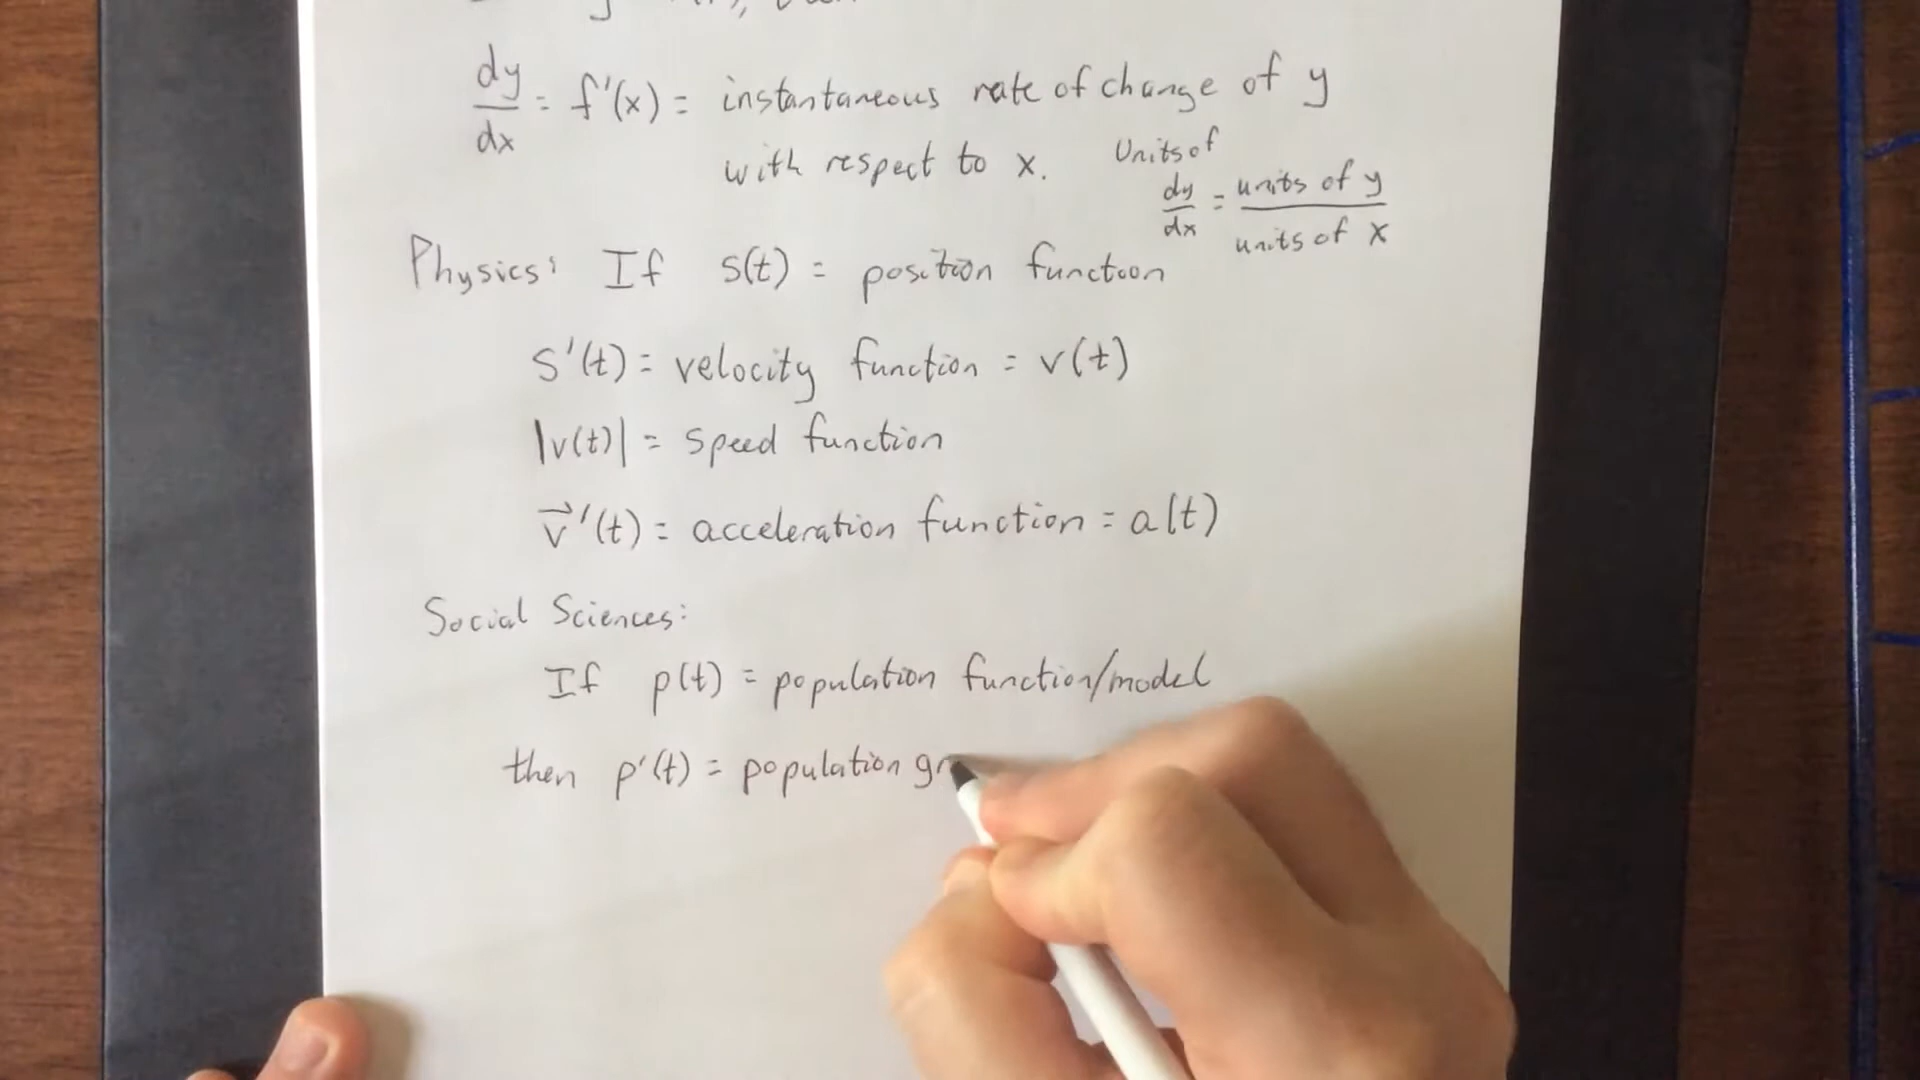 dy/dx = f'(x) = instantaneous rate of change of y
with respect to x.
Units of
dy/dx = units of y / units of x
Physics: If s(t) = position function
s'(t) = velocity function = v(t)
|v(t)| = speed function
v⃗'(t) = acceleration function = a(t)
Social Sciences:
If p(t) = population function/model
then p'(t) = population gr